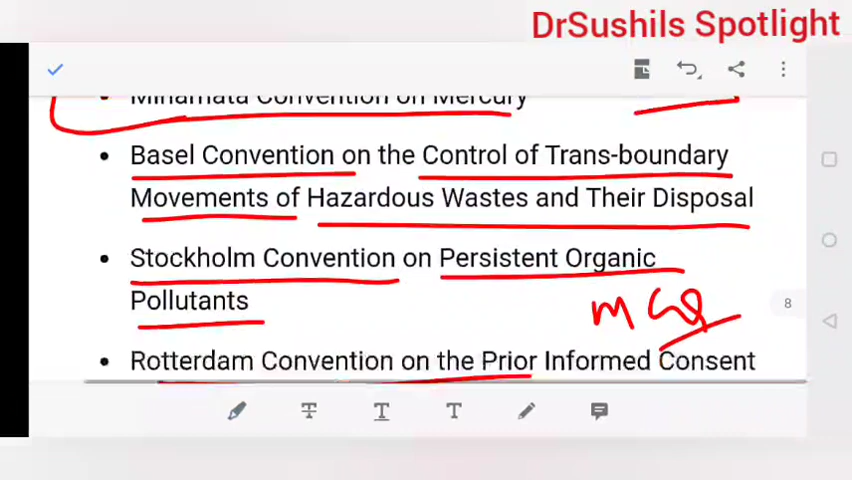 DrSushils Spotlight
• Minamata Convention on Mercury
• Basel Convention on the Control of Trans-boundary
Movements of Hazardous Wastes and Their Disposal
• Stockholm Convention on Persistent Organic
Pollutants
MCQ
8
• Rotterdam Convention on the Prior Informed Consent
T T T